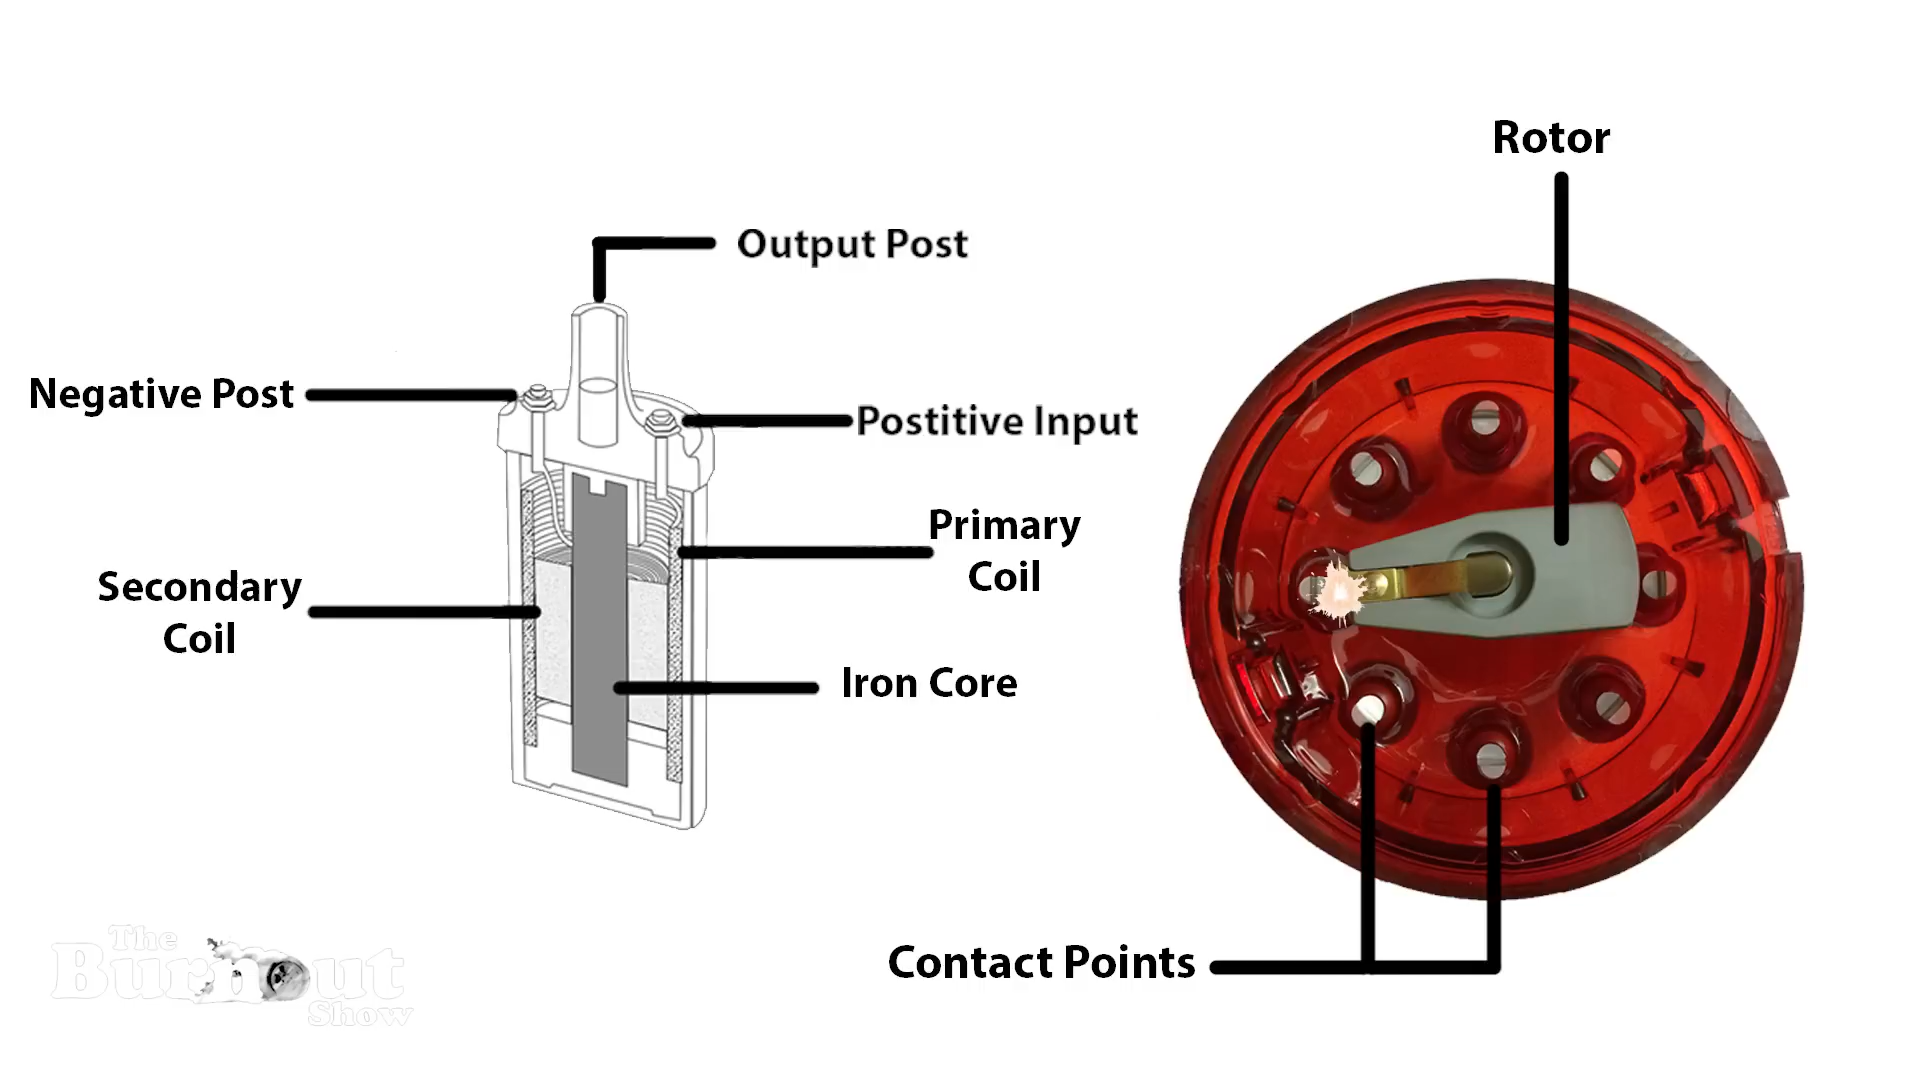 Rotor
Output Post
Negative Post
Postitive Input
Primary
Coil
Secondary
Coil
Iron Core
Contact Points
The
Burnout
Show